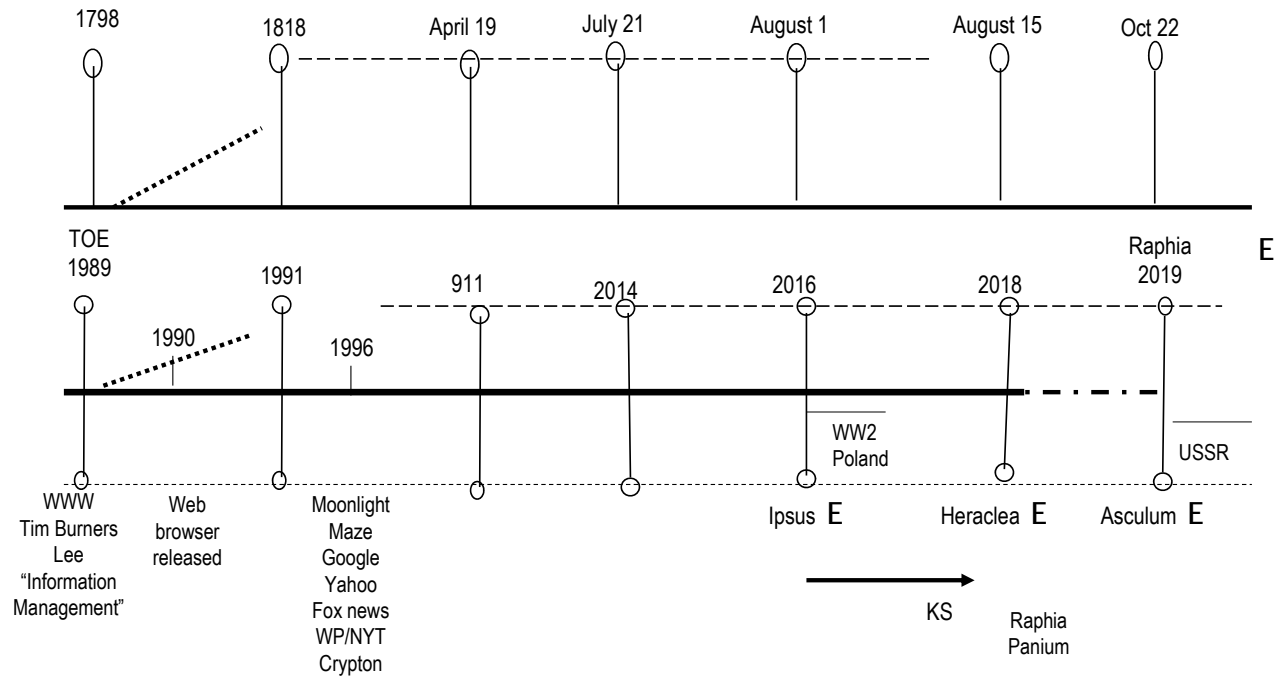 1798
1818
April 19
July 21
August 1
August 15
Oct 22
TOE
1989
1990
1991
1996
911
2014
2016
2018
Raphia
2019
E
WW2
Poland
USSR
WWW
Tim Burners
Lee
“Information
Management”
Web
browser
released
Moonlight
Maze
Google
Yahoo
Fox news
WP/NYT
Crypton
Ipsus E
Heraclea E
Asculum E
KS
Raphia
Panium